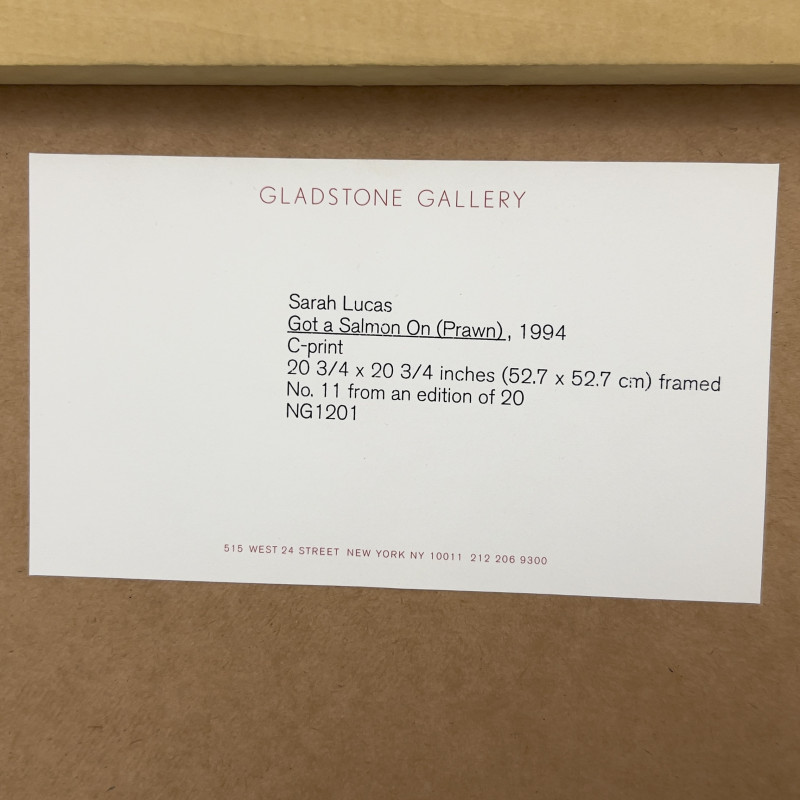 GLADSTONE GALLERY
Sarah Lucas
Got a Salmon On (Prawn), 1994
C-print
20 3/4 x 20 3/4 inches (52.7 x 52.7 cm) framed
No. 11 from an edition of 20
NG1201
515 WEST 24 STREET NEW YORK NY 10011 212 206 9300